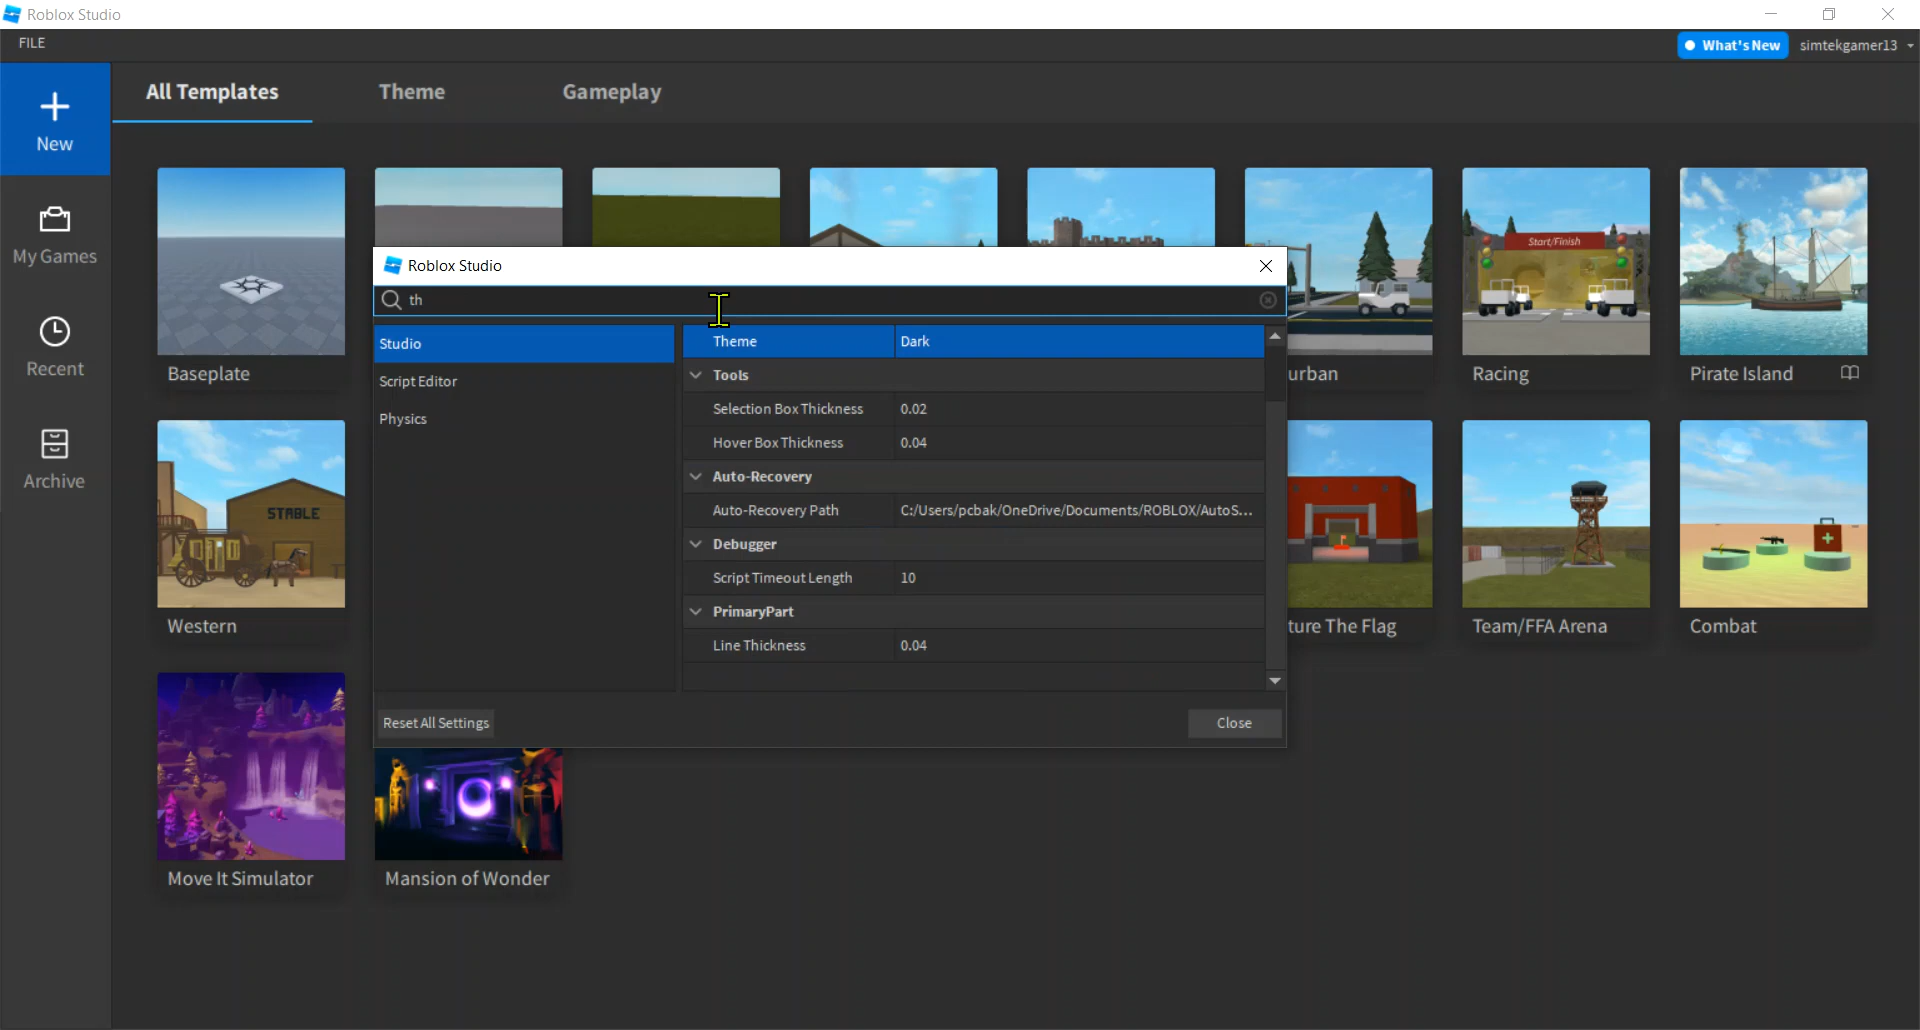 Roblox Studio
FILE
What's New
simtekgamer13
New
My Games
Recent
Archive
All Templates
Theme
Gameplay
Start/Finish
Baseplate
urban
Racing
Pirate Island
Roblox Studio
th
Studio
Script Editor
Physics
Theme Dark
Tools
Selection Box Thickness 0.02
Hover Box Thickness 0.04
Auto-Recovery
Auto-Recovery Path C:/Users/pcbak/OneDrive/Documents/ROBLOX/AutoS...
Debugger
Script Timeout Length 10
PrimaryPart
Line Thickness 0.04
Reset All Settings
Close
STABLE
Western
ture The Flag
Team/FFA Arena
Combat
Move It Simulator
Mansion of Wonder